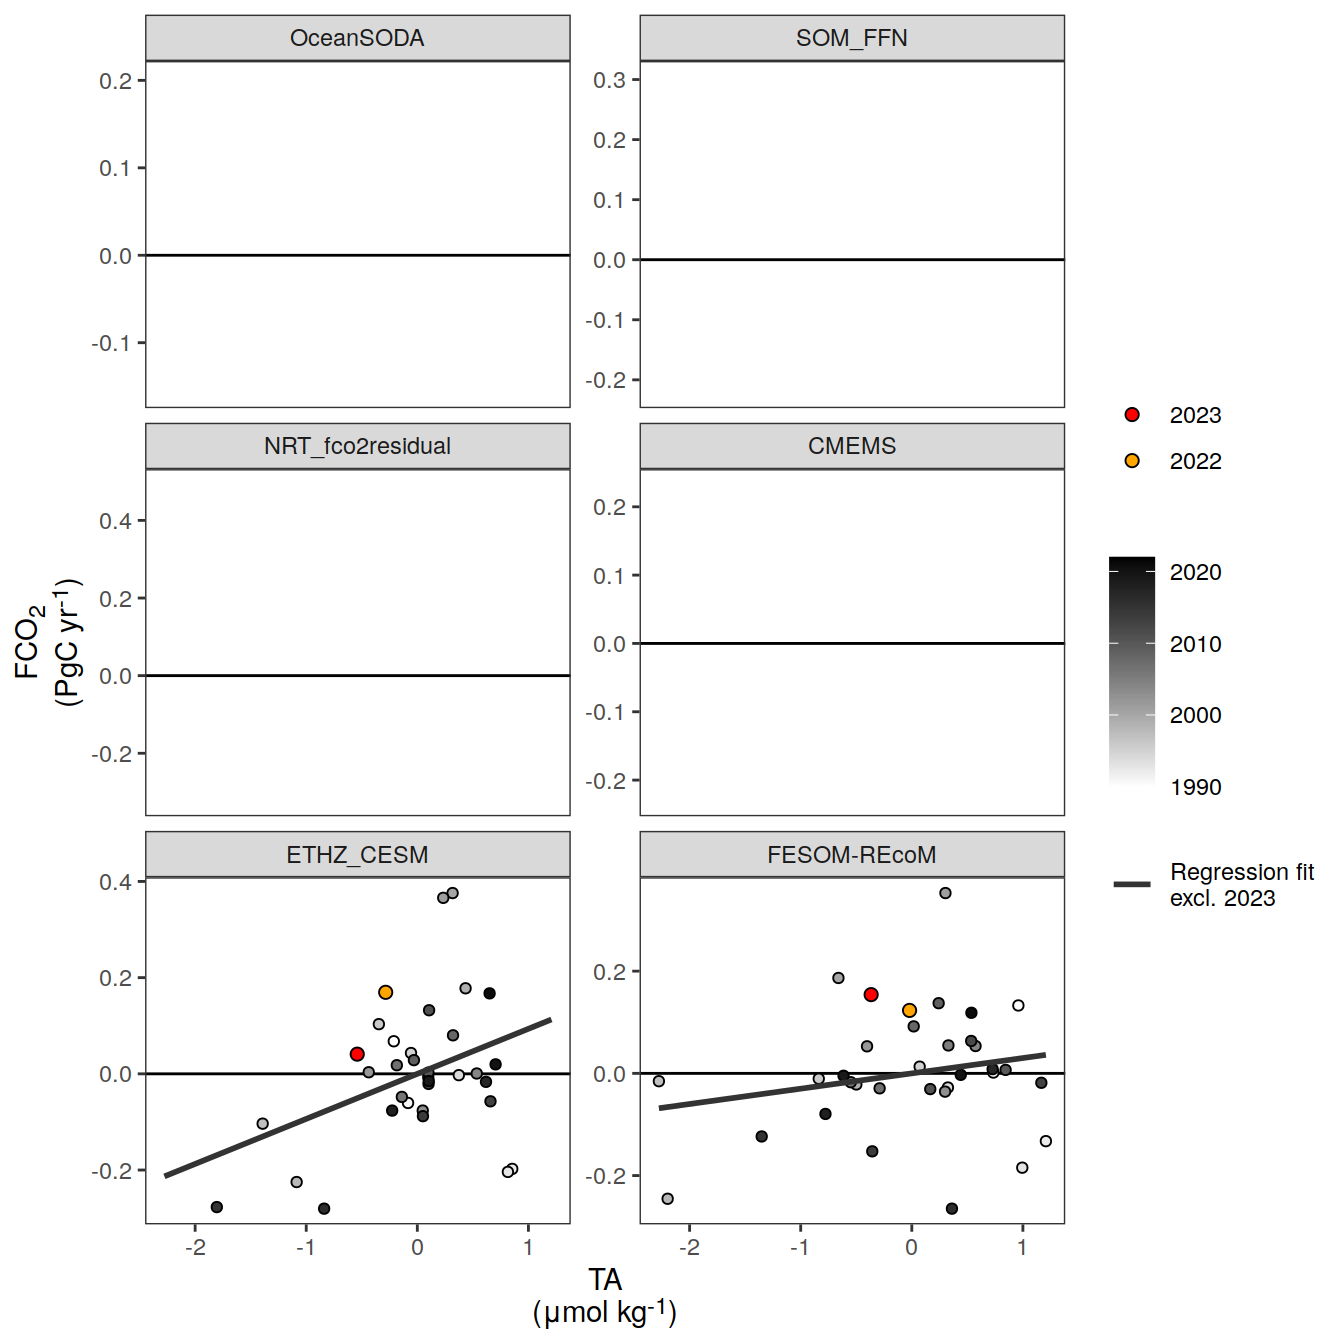 OceanSODA
SOM_FFN
0.2
0.1
0.0
-0.1
0.3
0.2
0.1
0.0
-0.1
-0.2
NRT_fco2residual
CMEMS
0.4
0.2
0.0
-0.2
0.2
0.1
0.0
-0.1
-0.2
ETHZ_CESM
FESOM-REcoM
0.4
0.2
0.0
-0.2
0.2
0.0
-0.2
-2 -1 0 1
-2 -1 0 1
FCO₂
(PgC yr⁻¹)
TA
(µmol kg⁻¹)
2023
2022
2020
2010
2000
1990
Regression fit
excl. 2023